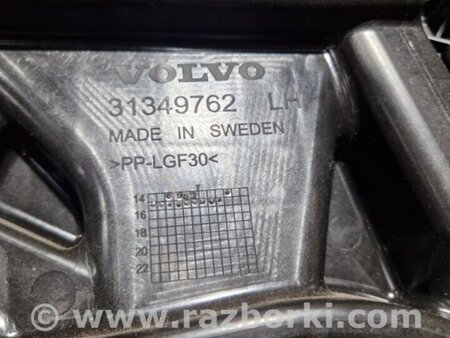 VOLVO
31349762 LH
MADE IN SWEDEN
>PP-LGF30<
14
16
18
20
22
www.razborki.com